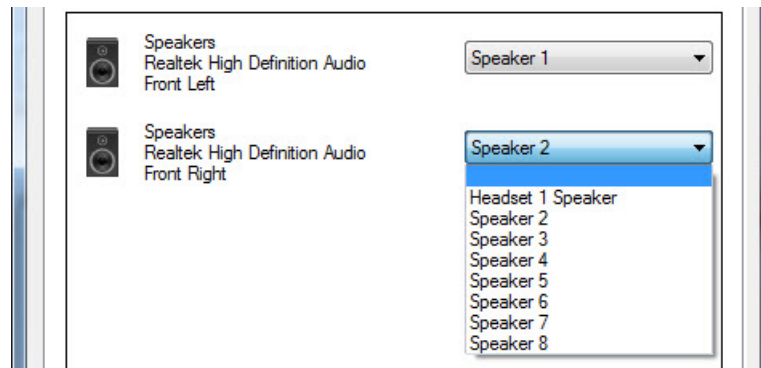 Speakers
Realtek High Definition Audio
Front Left
Speaker 1
Speakers
Realtek High Definition Audio
Front Right
Speaker 2
Headset 1 Speaker
Speaker 2
Speaker 3
Speaker 4
Speaker 5
Speaker 6
Speaker 7
Speaker 8